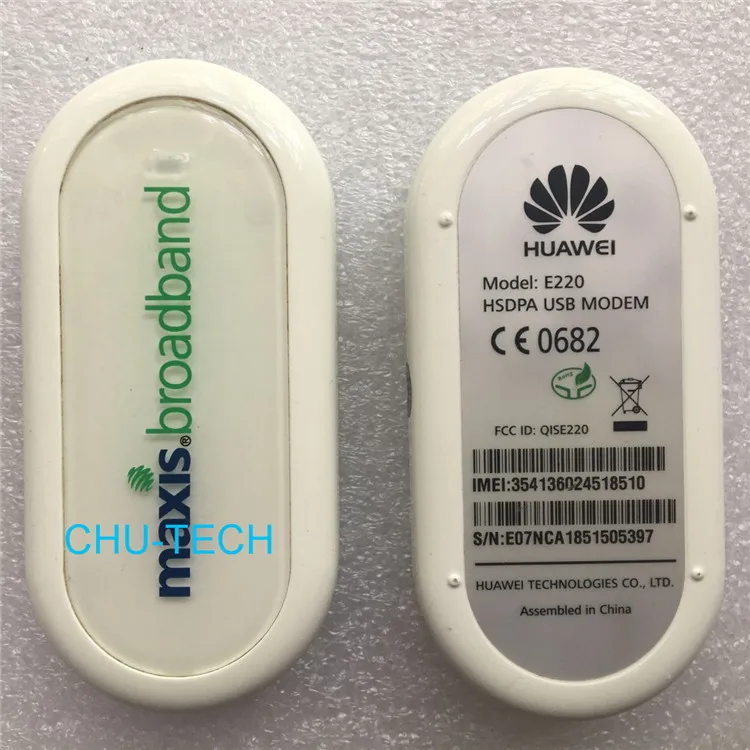 maxis®broadband
CHU-TECH
HUAWEI
Model: E220
HSDPA USB MODEM
CE 0682
RoHS
FCC ID: QISE220
IMEI:354136024518510
S/N:E07NCA1851505397
HUAWEI TECHNOLOGIES CO., LTD.
Assembled in China